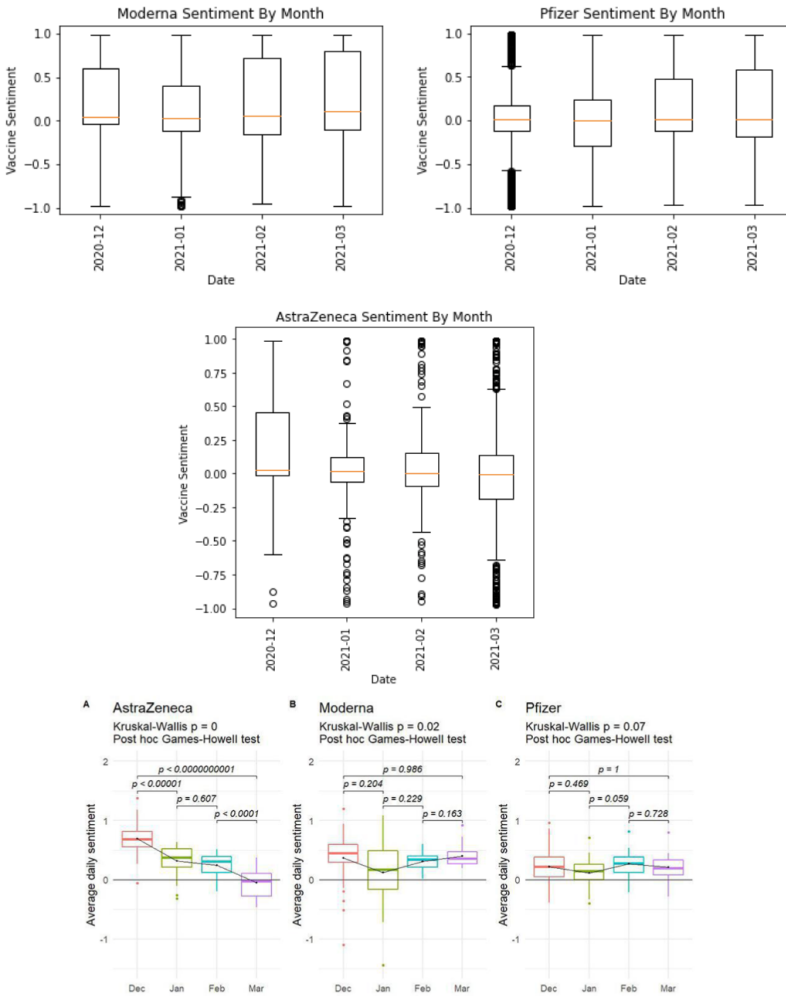 Moderna Sentiment By Month
Vaccine Sentiment
1.0
0.5
0.0
−0.5
−1.0
2020-12
2021-01
2021-02
2021-03
Date
Pfizer Sentiment By Month
Vaccine Sentiment
1.0
0.5
0.0
−0.5
−1.0
2020-12
2021-01
2021-02
2021-03
Date
AstraZeneca Sentiment By Month
Vaccine Sentiment
1.00
0.75
0.50
0.25
0.00
−0.25
−0.50
−0.75
−1.00
2020-12
2021-01
2021-02
2021-03
Date
A AstraZeneca
Kruskal-Wallis p = 0
Post hoc Games-Howell test
Average daily sentiment
2
1
0
-1
p < 0.0000000001
p < 0.00001
p = 0.607
p < 0.0001
Dec Jan Feb Mar
B Moderna
Kruskal-Wallis p = 0.02
Post hoc Games-Howell test
Average daily sentiment
2
1
0
-1
p = 0.986
p = 0.204
p = 0.229
p = 0.163
Dec Jan Feb Mar
C Pfizer
Kruskal-Wallis p = 0.07
Post hoc Games-Howell test
Average daily sentiment
2
1
0
-1
p = 1
p = 0.469
p = 0.059
p = 0.728
Dec Jan Feb Mar